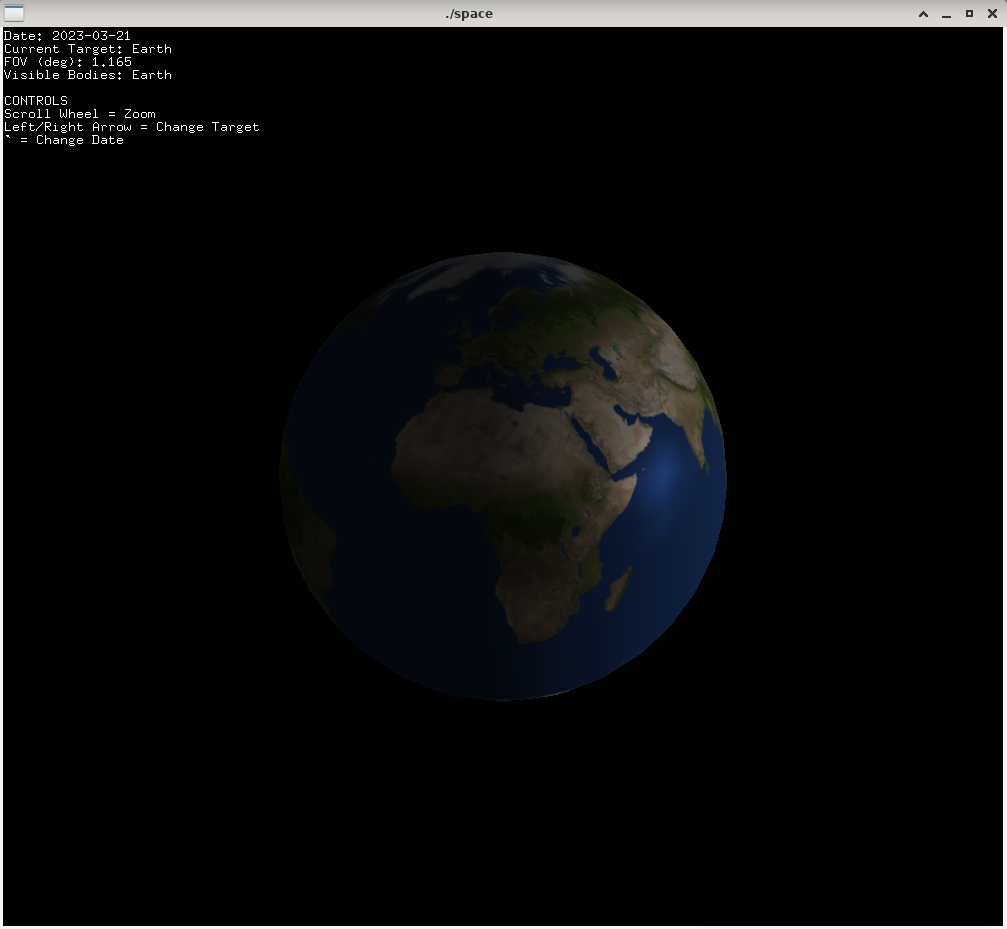 ./space
Date: 2023-03-21
Current Target: Earth
FOV (deg): 1.165
Visible Bodies: Earth
CONTROLS
Scroll Wheel = Zoom
Left/Right Arrow = Change Target
` = Change Date